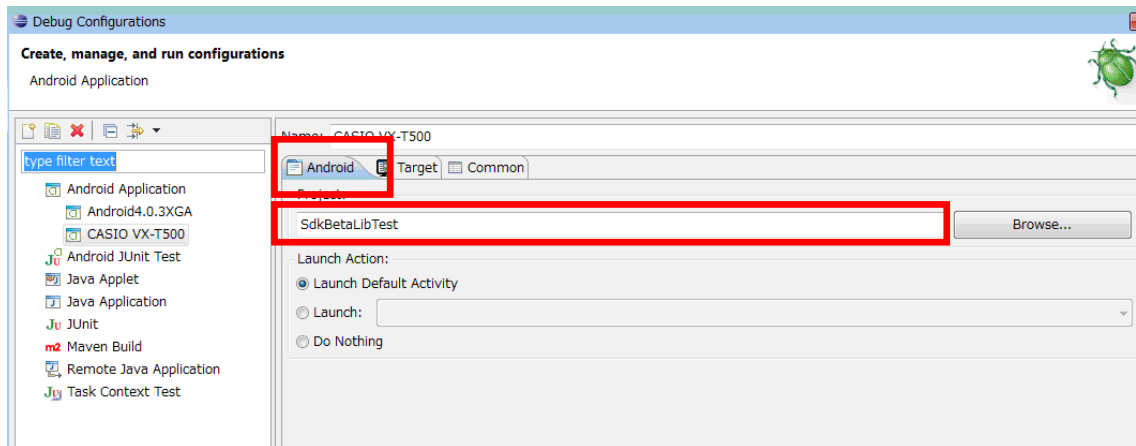 Debug Configurations
Create, manage, and run configurations
Android Application
type filter text
Android Application
Android4.0.3XGA
CASIO VX-T500
Android JUnit Test
Java Applet
Java Application
JUnit
m2 Maven Build
Remote Java Application
Task Context Test
Name: CASIO VX-T500
Android Target Common
Project:
SdkBetaLibTest Browse...
Launch Action:
Launch Default Activity
Launch:
Do Nothing